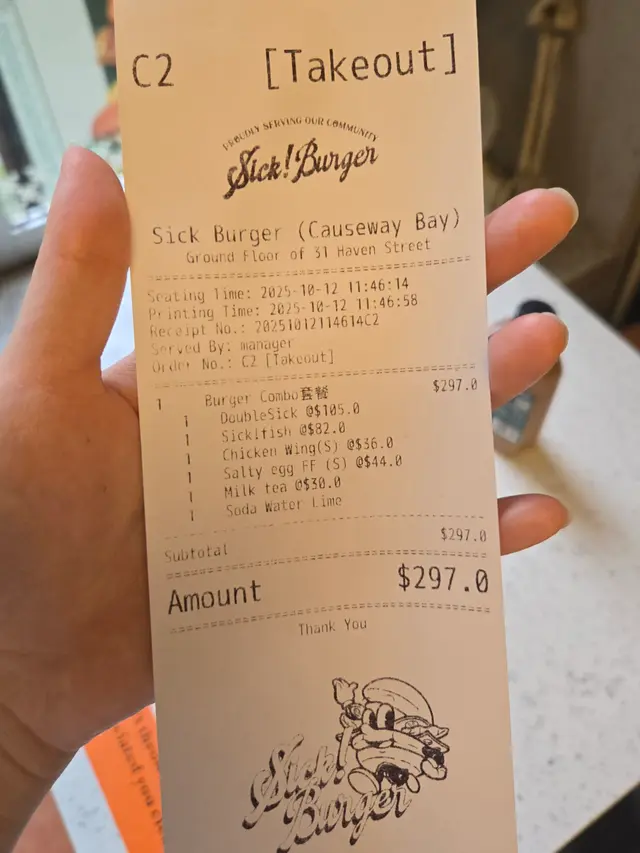 C2 [Takeout]
PROUDLY SERVING OUR COMMUNITY
Sick! Burger
Sick Burger (Causeway Bay)
Ground Floor of 31 Haven Street
Seating Time: 2025-10-12 11:46:14
Printing Time: 2025-10-12 11:46:58
Receipt No.: 20251012114614C2
Served By: manager
Order No.: C2 [Takeout]
1 Burger Combo套餐 $297.0
1 DoubleSick @$105.0
1 Sick!fish @$82.0
1 Chicken Wing(S) @$36.0
1 Salty egg FF (S) @$44.0
1 Milk tea @$30.0
1 Soda Water Lime
Subtotal $297.0
Amount $297.0
Thank You
Sick!
Burger